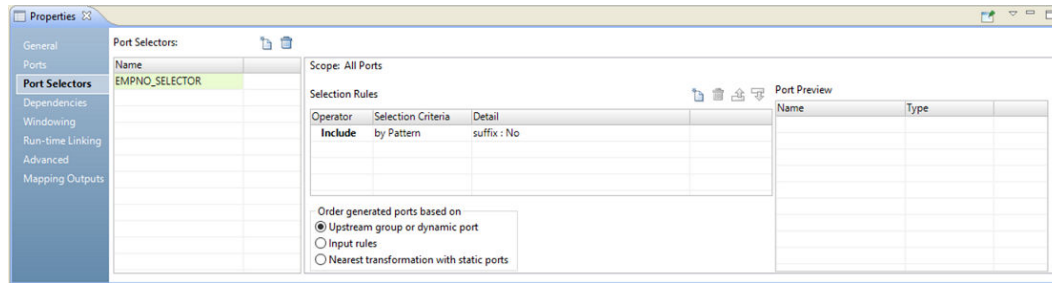 Properties
General
Ports
Port Selectors
Dependencies
Windowing
Run-time Linking
Advanced
Mapping Outputs
Port Selectors:
Name
EMPNO_SELECTOR
Scope: All Ports
Selection Rules
Operator Selection Criteria Detail
Include by Pattern suffix : No
Order generated ports based on
Upstream group or dynamic port
Input rules
Nearest transformation with static ports
Port Preview
Name Type